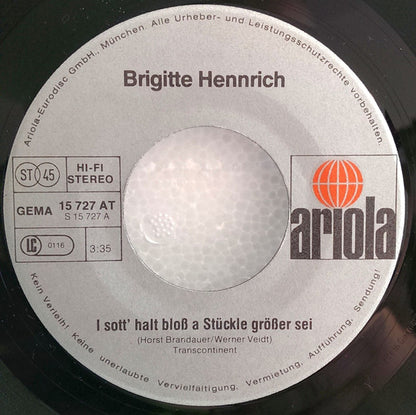 Ariola-Eurodisc GmbH., München. Alle Urheber- und Leistungsschutzrechte vorbehalten.
Brigitte Hennrich
ST 45
HI-FI
STEREO
GEMA 15 727 AT
S 15 727 A
LC 0116
3:35
ariola
I sott' halt bloß a Stückle größer sei
(Horst Brandauer/Werner Veidt)
Transcontinent
Kein Verleih! Keine unerlaubte Vervielfältigung, Vermietung, Aufführung, Sendung!